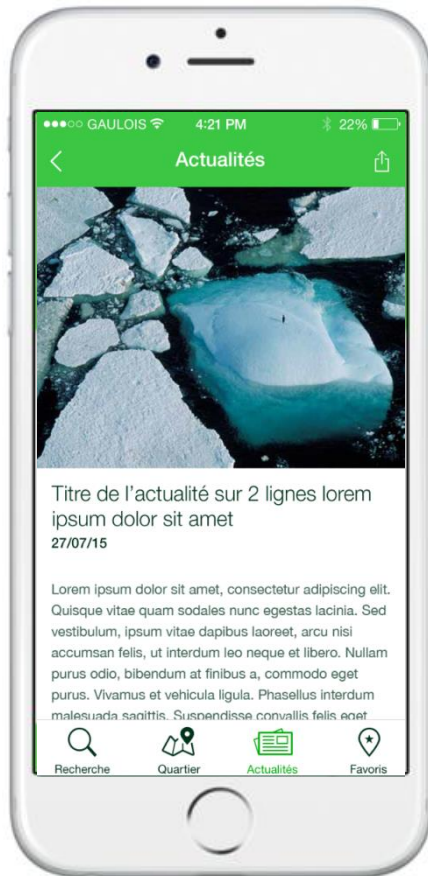 GAULOIS 4:21 PM 22%
Actualités
Titre de l'actualité sur 2 lignes lorem
ipsum dolor sit amet
27/07/15
Lorem ipsum dolor sit amet, consectetur adipiscing elit.
Quisque vitae quam sodales nunc egestas lacinia. Sed
vestibulum, ipsum vitae dapibus laoreet, arcu nisi
accumsan felis, ut interdum leo neque et libero. Nullam
purus odio, bibendum at finibus a, commodo eget
purus. Vivamus et vehicula ligula. Phasellus interdum
malesuada sagittis. Suspendisse convallis felis eget
Recherche Quartier Actualités Favoris